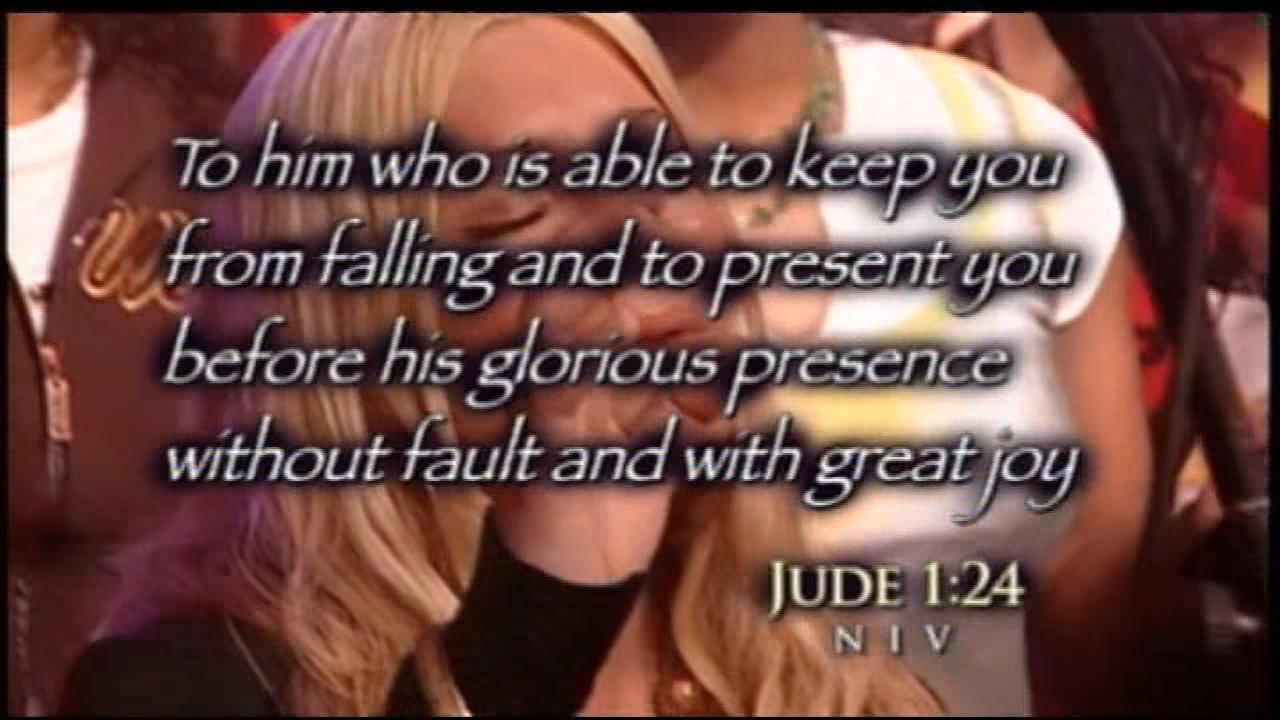 To him who is able to keep you
from falling and to present you
before his glorious presence
without fault and with great joy
JUDE 1:24
NIV